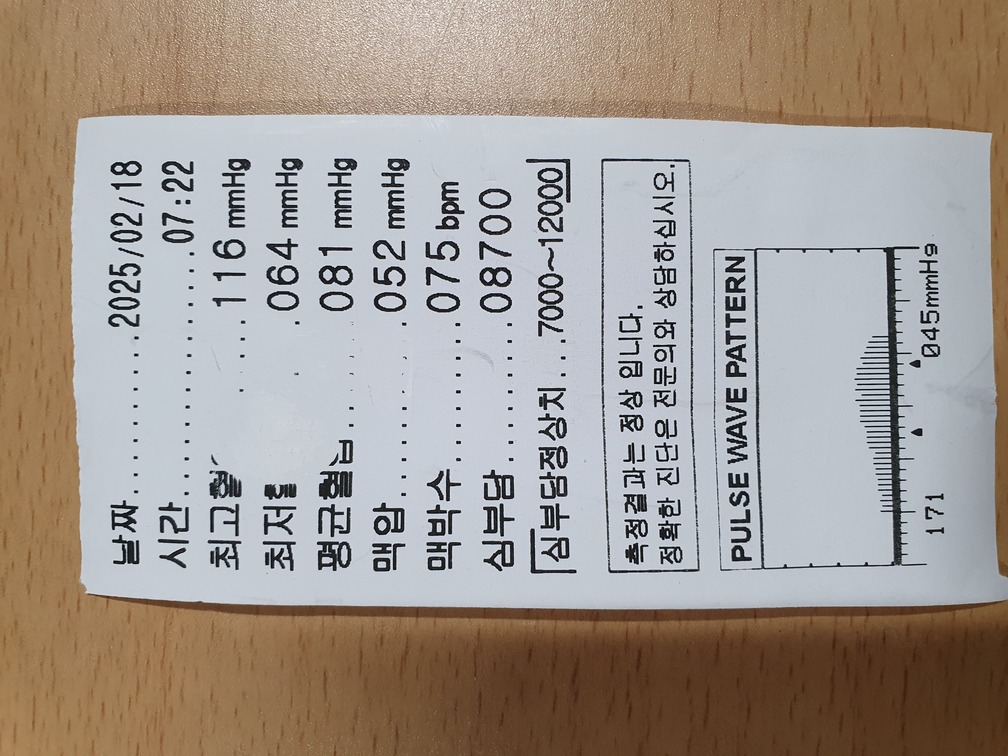 날짜............2025/02/18
시간................07:22
최고 116 mmHg
최저 064 mmHg
평균혈압 081 mmHg
맥압............052 mmHg
맥박수..........075 bpm
심부담..........08700
심부담정상치...7000~12000
측정결과는 정상 입니다.
정확한 진단은 전문의와 상담하십시오.
PULSE WAVE PATTERN
171 045mmHg